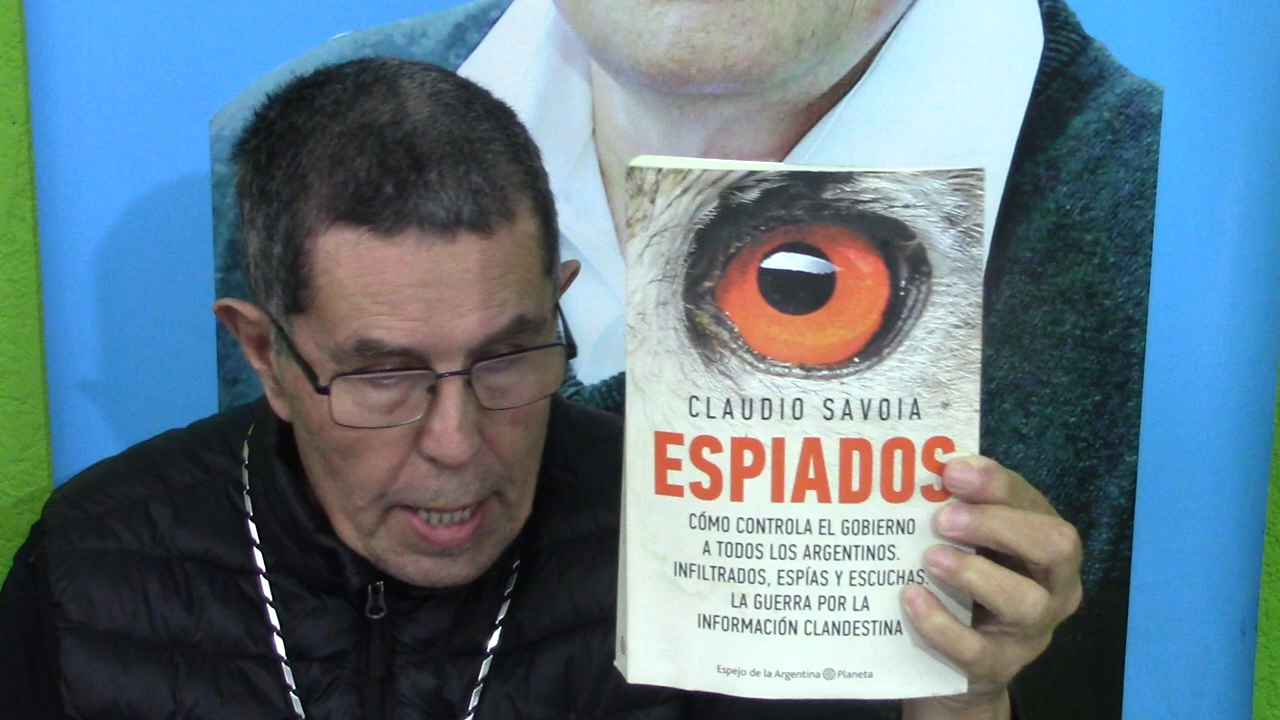 CLAUDIO SAVOIA
ESPIADOS
CÓMO CONTROLA EL GOBIERNO
A TODOS LOS ARGENTINOS.
INFILTRADOS, ESPÍAS Y ESCUCHAS.
LA GUERRA POR LA
INFORMACIÓN CLANDESTINA
Espejo de la Argentina Planeta